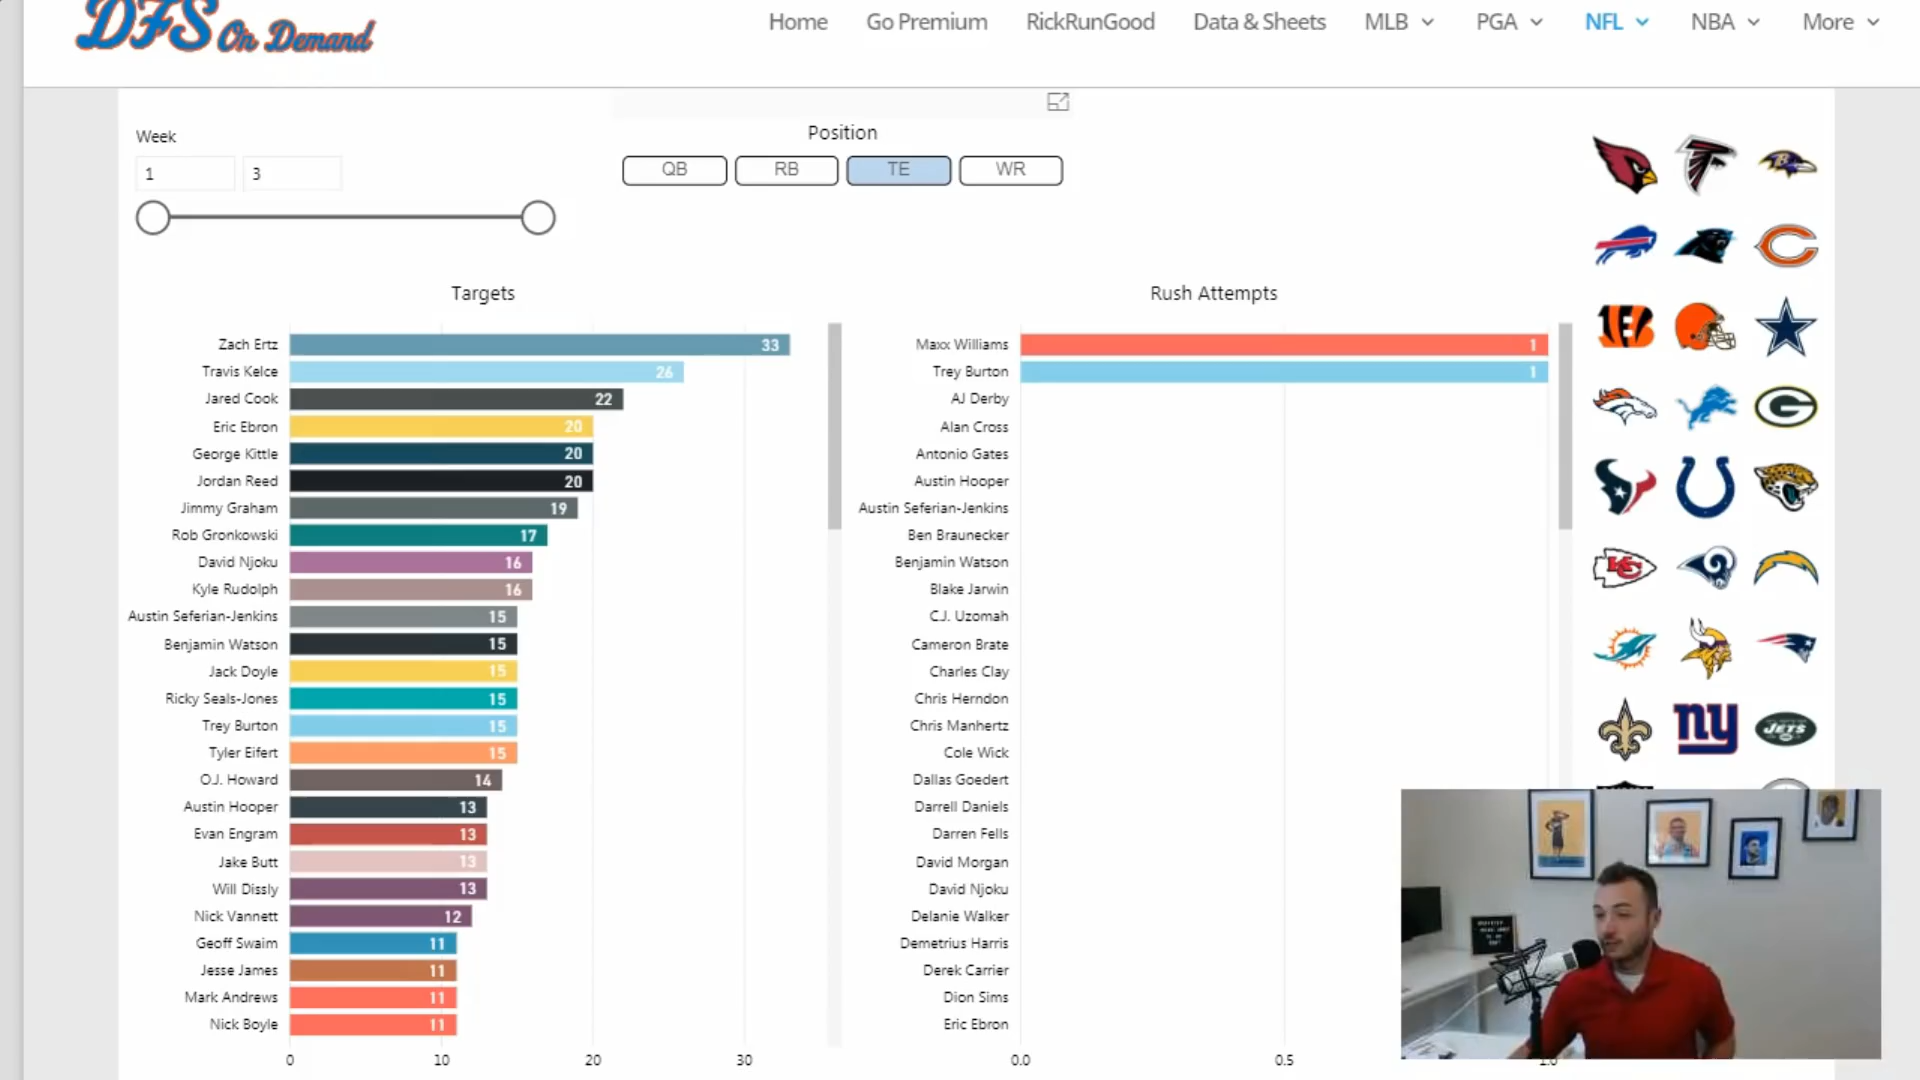 DFS On Demand
Home Go Premium RickRunGood Data & Sheets MLB PGA NFL NBA More
Week
1 3
Position
QB RB TE WR
Targets
Zach Ertz 33
Travis Kelce 26
Jared Cook 22
Eric Ebron 20
George Kittle 20
Jordan Reed 20
Jimmy Graham 19
Rob Gronkowski 17
David Njoku 16
Kyle Rudolph 16
Austin Seferian-Jenkins 15
Benjamin Watson 15
Jack Doyle 15
Ricky Seals-Jones 15
Trey Burton 15
Tyler Eifert 15
O.J. Howard 14
Austin Hooper 13
Evan Engram 13
Jake Butt 13
Will Dissly 13
Nick Vannett 12
Geoff Swaim 11
Jesse James 11
Mark Andrews 11
Nick Boyle 11
0 10 20 30
Rush Attempts
Maxx Williams 1
Trey Burton 1
AJ Derby
Alan Cross
Antonio Gates
Austin Hooper
Austin Seferian-Jenkins
Ben Braunecker
Benjamin Watson
Blake Jarwin
C.J. Uzomah
Cameron Brate
Charles Clay
Chris Herndon
Chris Manhertz
Cole Wick
Dallas Goedert
Darrell Daniels
Darren Fells
David Morgan
David Njoku
Delanie Walker
Demetrius Harris
Derek Carrier
Dion Sims
Eric Ebron
0.0 0.5 1.0
C
G
KC
ny
JETS